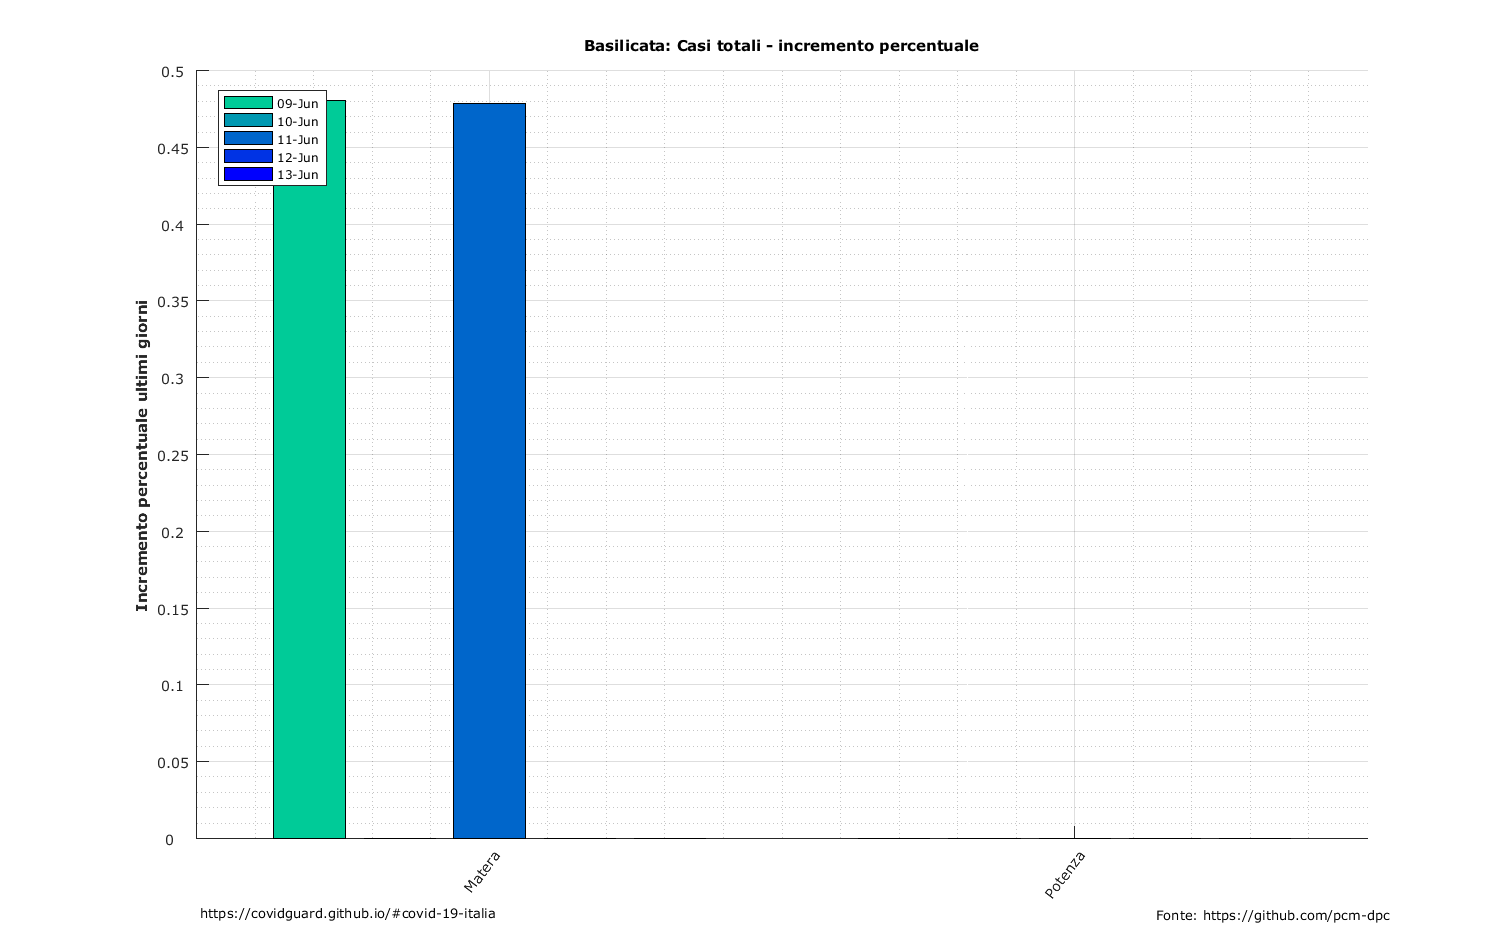 Basilicata: Casi totali - incremento percentuale
Incremento percentuale ultimi giorni
0.5
0.45
0.4
0.35
0.3
0.25
0.2
0.15
0.1
0.05
0
09-Jun
10-Jun
11-Jun
12-Jun
13-Jun
Matera
Potenza
https://covidguard.github.io/#covid-19-italia
Fonte: https://github.com/pcm-dpc